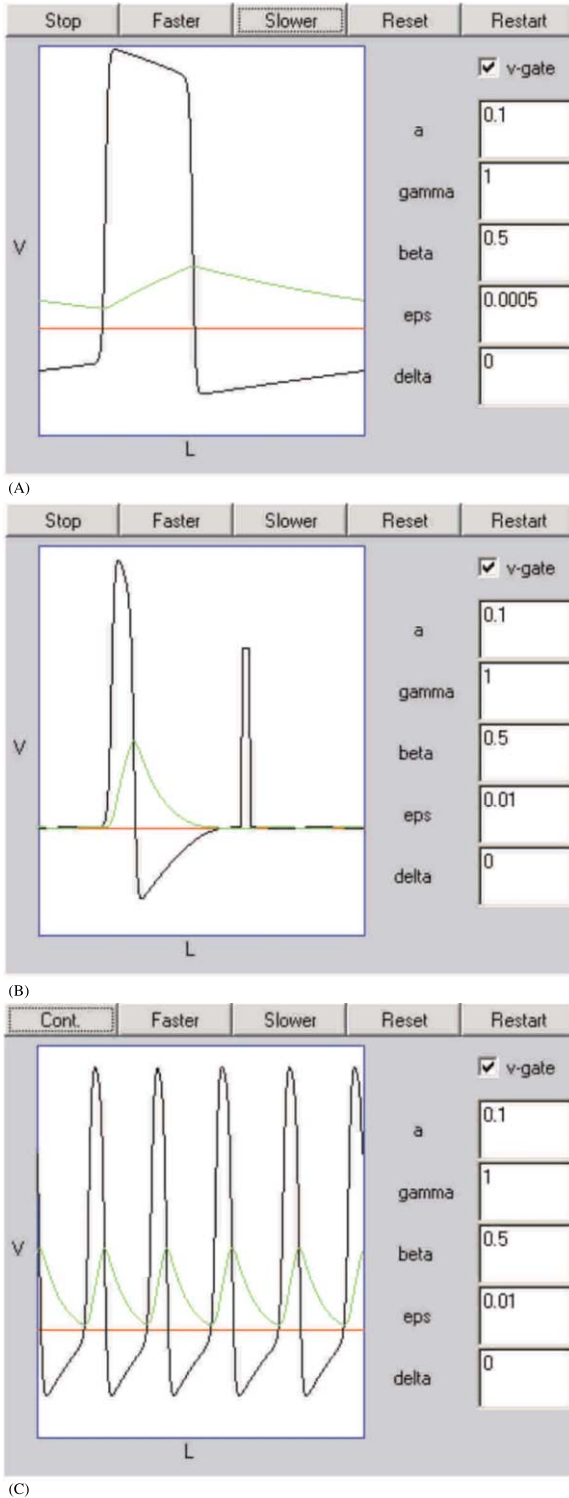 Stop Faster Slower Reset Restart
v-gate
a 0.1
gamma 1
V
beta 0.5
eps 0.0005
delta 0
L
(A)
Stop Faster Slower Reset Restart
v-gate
a 0.1
gamma 1
V
beta 0.5
eps 0.01
delta 0
L
(B)
Cont. Faster Slower Reset Restart
v-gate
a 0.1
gamma 1
V
beta 0.5
eps 0.01
delta 0
L
(C)